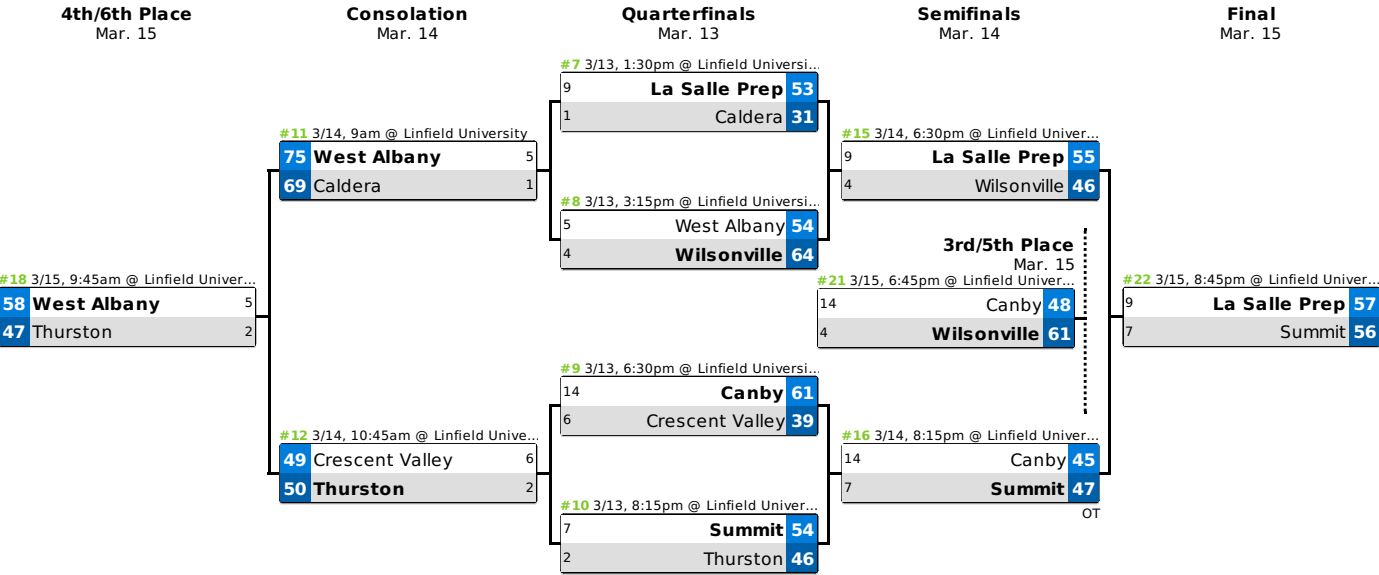 4th/6th Place
Mar. 15
Consolation
Mar. 14
Quarterfinals
Mar. 13
Semifinals
Mar. 14
Final
Mar. 15
#18 3/15, 9:45am @ Linfield Univer...
58 West Albany 5
47 Thurston 2
#11 3/14, 9am @ Linfield University
75 West Albany 5
69 Caldera 1
#12 3/14, 10:45am @ Linfield Unive...
49 Crescent Valley 6
50 Thurston 2
#7 3/13, 1:30pm @ Linfield Universi...
9 La Salle Prep 53
1 Caldera 31
#8 3/13, 3:15pm @ Linfield Universi...
5 West Albany 54
4 Wilsonville 64
#9 3/13, 6:30pm @ Linfield Universi...
14 Canby 61
6 Crescent Valley 39
#10 3/13, 8:15pm @ Linfield Univer...
7 Summit 54
2 Thurston 46
#15 3/14, 6:30pm @ Linfield Univer...
9 La Salle Prep 55
4 Wilsonville 46
3rd/5th Place
Mar. 15
#21 3/15, 6:45pm @ Linfield Univer...
14 Canby 48
4 Wilsonville 61
#16 3/14, 8:15pm @ Linfield Univer...
14 Canby 45
7 Summit 47
OT
#22 3/15, 8:45pm @ Linfield Univer...
9 La Salle Prep 57
7 Summit 56